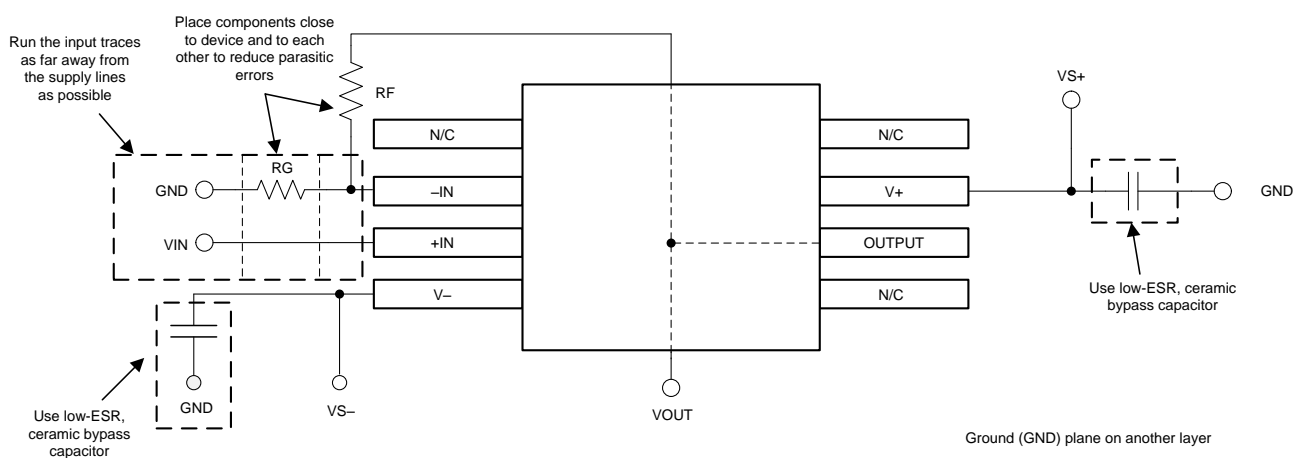 Place components close
to device and to each
other to reduce parasitic
errors
Run the input traces
as far away from
the supply lines
as possible
RF
VS+
N/C
N/C
RG
GND
–IN
V+
GND
VIN
+IN
OUTPUT
V–
N/C
Use low-ESR, ceramic
bypass capacitor
GND
VS–
VOUT
Use low-ESR,
ceramic bypass
capacitor
Ground (GND) plane on another layer